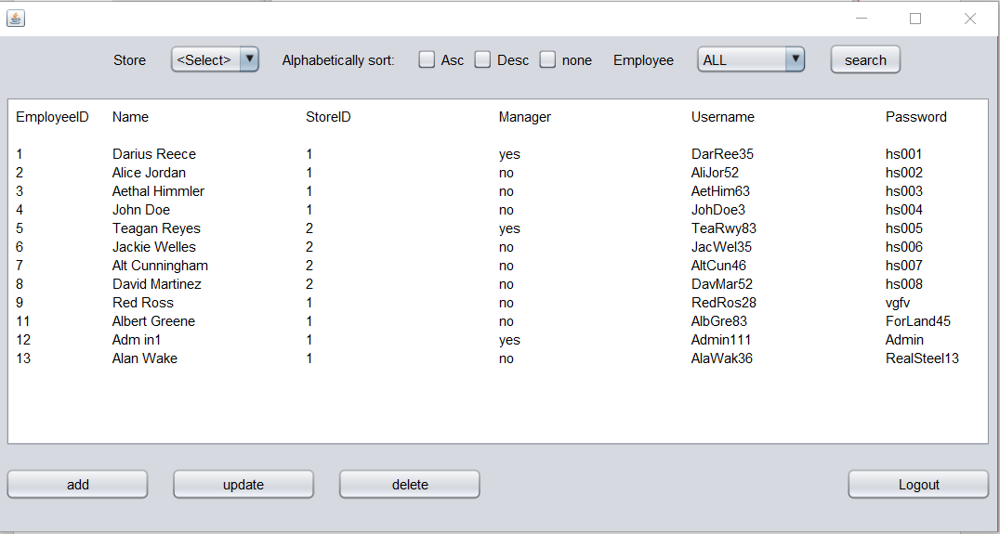 Store <Select> Alphabetically sort: Asc Desc none Employee ALL search
EmployeeID Name StoreID Manager Username Password
1 Darius Reece 1 yes DarRee35 hs001
2 Alice Jordan 1 no AliJor52 hs002
3 Aethal Himmler 1 no AetHim63 hs003
4 John Doe 1 no JohDoe3 hs004
5 Teagan Reyes 2 yes TeaRwy83 hs005
6 Jackie Welles 2 no JacWel35 hs006
7 Alt Cunningham 2 no AltCun46 hs007
8 David Martinez 2 no DavMar52 hs008
9 Red Ross 1 no RedRos28 vgfv
11 Albert Greene 1 no AlbGre83 ForLand45
12 Adm in1 1 yes Admin111 Admin
13 Alan Wake 1 no AlaWak36 RealSteel13
add update delete Logout